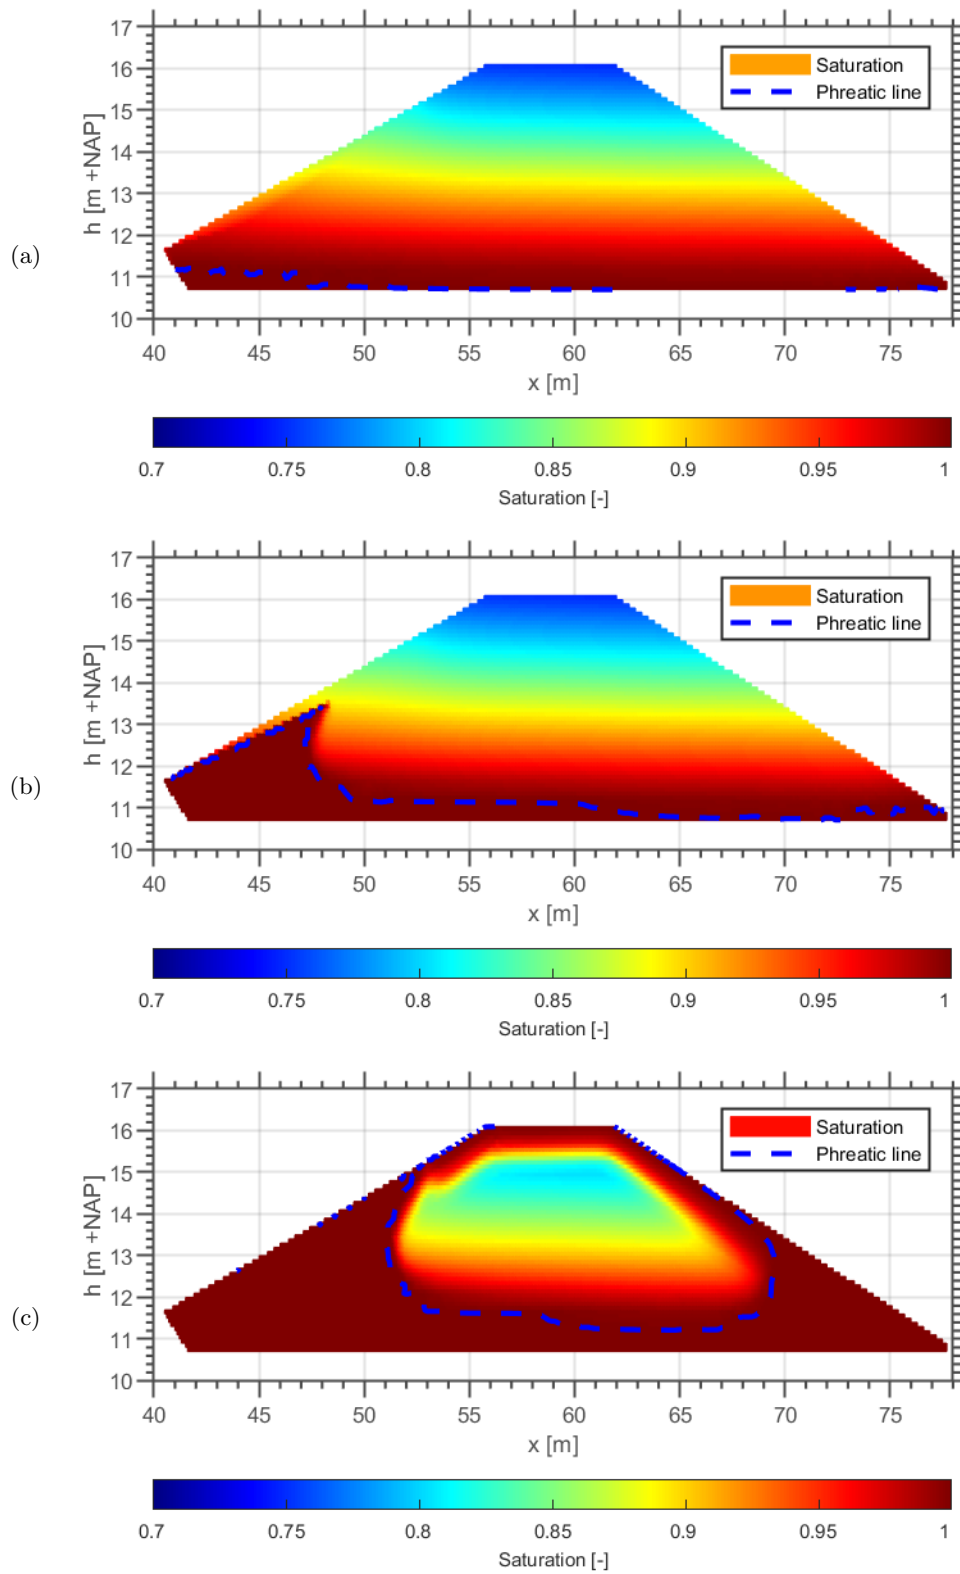 17
16
15
14
13
12
11
10
h [m +NAP]
(a)
Saturation
Phreatic line
40 45 50 55 60 65 70 75
x [m]
0.7 0.75 0.8 0.85 0.9 0.95 1
Saturation [-]
17
16
15
14
13
12
11
10
h [m +NAP]
(b)
Saturation
Phreatic line
40 45 50 55 60 65 70 75
x [m]
0.7 0.75 0.8 0.85 0.9 0.95 1
Saturation [-]
17
16
15
14
13
12
11
10
h [m +NAP]
(c)
Saturation
Phreatic line
40 45 50 55 60 65 70 75
x [m]
0.7 0.75 0.8 0.85 0.9 0.95 1
Saturation [-]